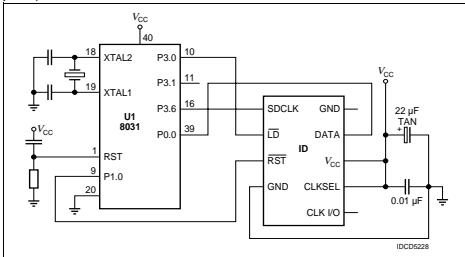 VCC
40
18 XTAL2
P3.0 10
P3.1 11
19 XTAL1
P3.6 16
U1
8031
P0.0 39
VCC
1 RST
9 P1.0
20
SDCLK GND
LD DATA
ID
RST VCC
GND CLKSEL
CLK I/O
VCC
22 µF
TAN
+
0.01 µF
IDCD5228